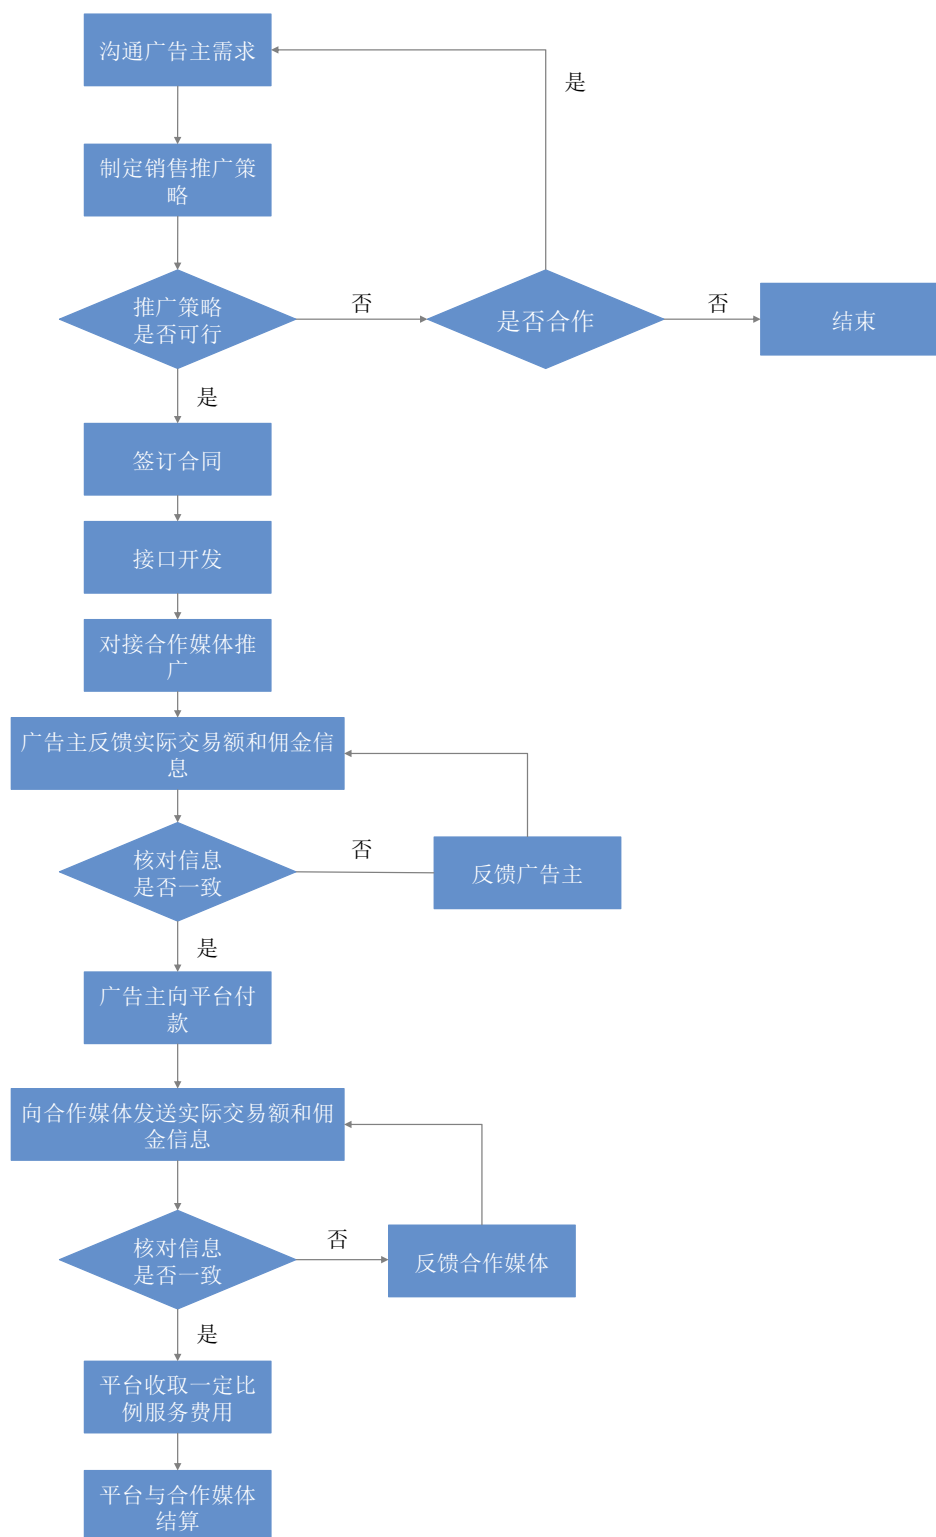 沟通广告主需求
是
制定销售推广策
略
推广策略
是否可行
否
是否合作
否
结束
是
签订合同
接口开发
对接合作媒体推
广
广告主反馈实际交易额和佣金信
息
核对信息
是否一致
否
反馈广告主
是
广告主向平台付
款
向合作媒体发送实际交易额和佣
金信息
核对信息
是否一致
否
反馈合作媒体
是
平台收取一定比
例服务费用
平台与合作媒体
结算